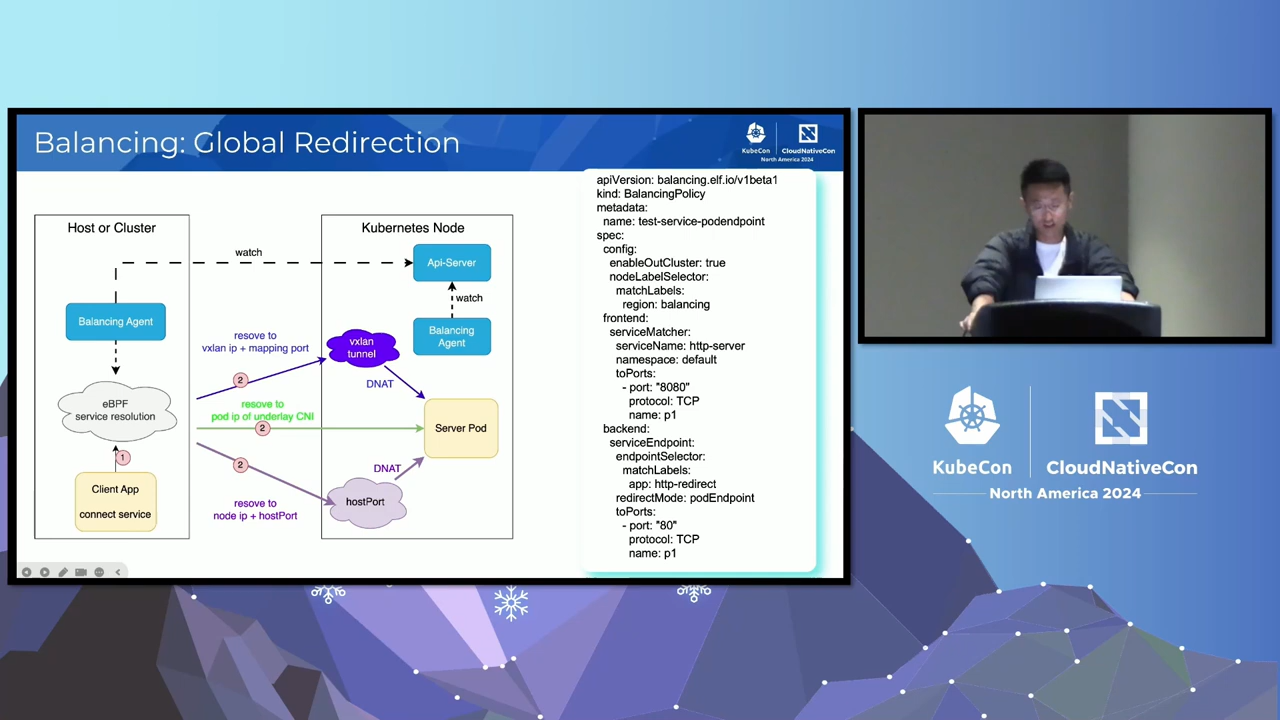 Balancing: Global Redirection
KubeCon
CloudNativeCon
North America 2024
Host or Cluster
Kubernetes Node
watch
Api-Server
watch
Balancing Agent
Balancing
Agent
resove to
vxlan ip + mapping port
vxlan
tunnel
2
DNAT
eBPF
service resolution
resove to
pod ip of underlay CNI
2
Server Pod
1
2
DNAT
Client App
connect service
resove to
node ip + hostPort
hostPort
apiVersion: balancing.elf.io/v1beta1
kind: BalancingPolicy
metadata:
name: test-service-podendpoint
spec:
config:
enableOutCluster: true
nodeLabelSelector:
matchLabels:
region: balancing
frontend:
serviceMatcher:
serviceName: http-server
namespace: default
toPorts:
- port: "8080"
protocol: TCP
name: p1
backend:
serviceEndpoint:
endpointSelector:
matchLabels:
app: http-redirect
redirectMode: podEndpoint
toPorts:
- port: "80"
protocol: TCP
name: p1
KubeCon
CloudNativeCon
North America 2024